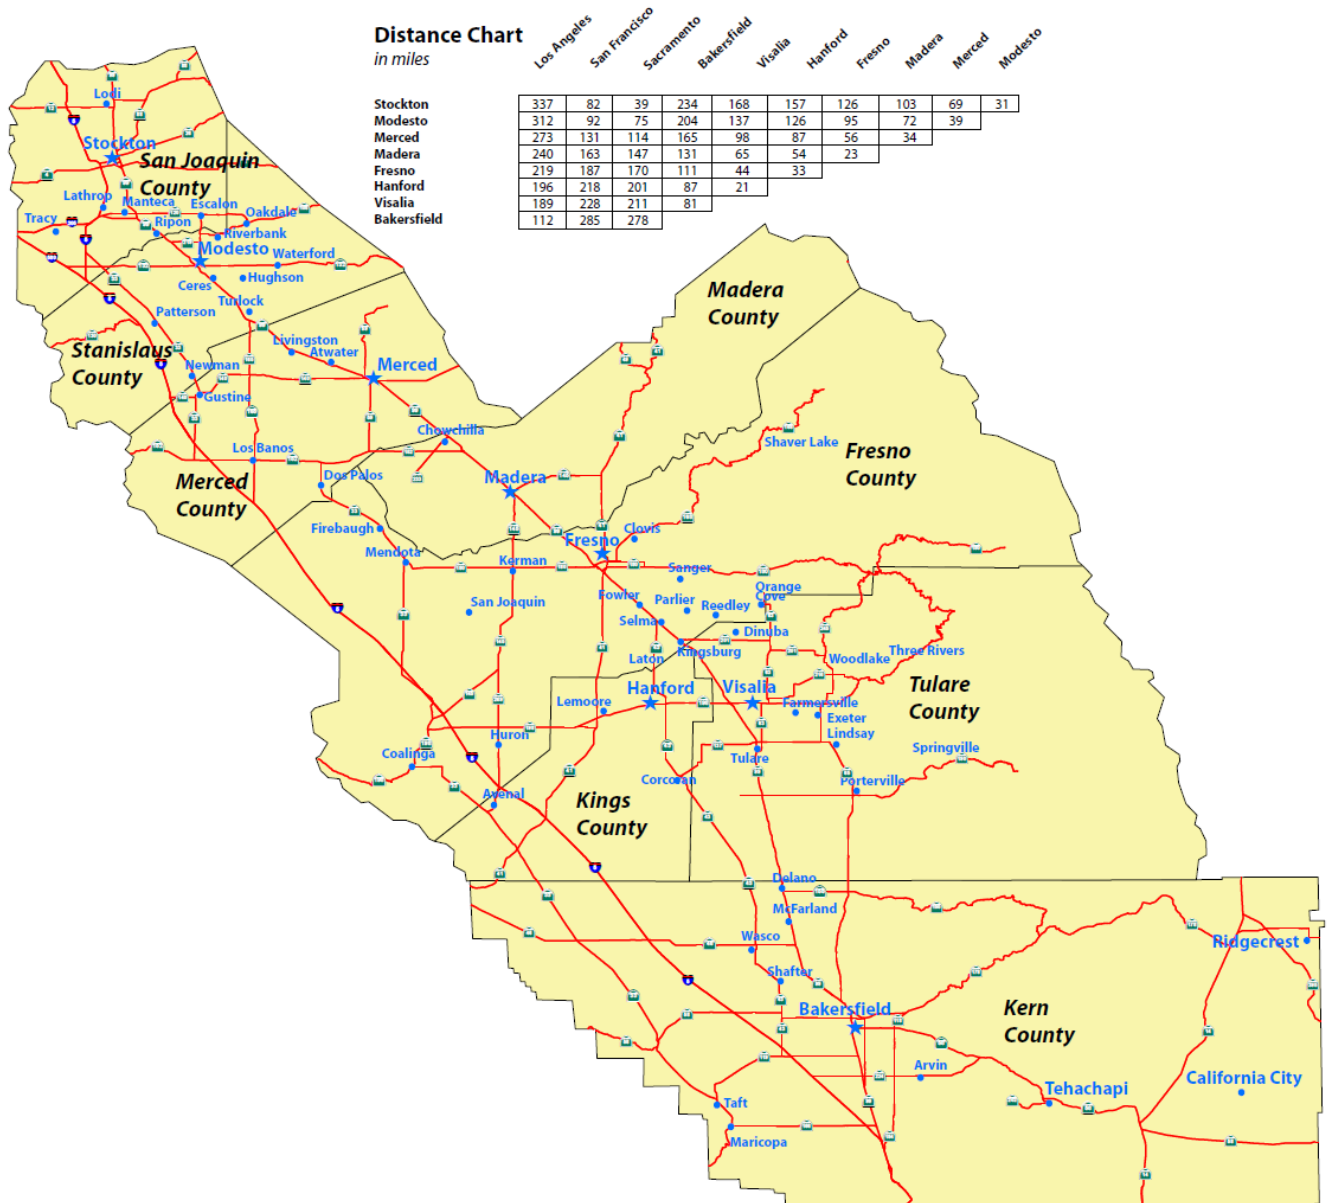 Distance Chart
in miles
Los Angeles
San Francisco
Sacramento
Bakersfield
Visalia
Hanford
Fresno
Madera
Merced
Modesto
Stockton 337 82 39 234 168 157 126 103 69 31
Modesto 312 92 75 204 137 126 95 72 39
Merced 273 131 114 165 98 87 56 34
Madera 240 163 147 131 65 54 23
Fresno 219 187 170 111 44 33
Hanford 196 218 201 87 21
Visalia 189 228 211 81
Bakersfield 112 285 278
Lodi
Stockton
San Joaquin
County
Lathrop
Manteca
Escalon
Oakdale
Tracy
Ripon
Riverbank
Modesto
Waterford
Ceres
Hughson
Turlock
Patterson
Stanislaus
County
Livingston
Atwater
Newman
Merced
Gustine
Madera
County
Chowchilla
Los Banos
Shaver Lake
Fresno
County
Merced
County
Dos Palos
Madera
Firebaugh
Clovis
Fresno
Mendota
Kerman
Sanger
Orange
Cove
San Joaquin
Fowler
Parlier
Reedley
Selma
Dinuba
Laton
Kingsburg
Woodlake
Three Rivers
Hanford
Visalia
Tulare
County
Lemoore
Farmersville
Exeter
Huron
Lindsay
Coalinga
Tulare
Springville
Corcoran
Porterville
Avenal
Kings
County
Delano
McFarland
Wasco
Ridgecrest
Shafter
Bakersfield
Kern
County
Arvin
Tehachapi
California City
Taft
Maricopa